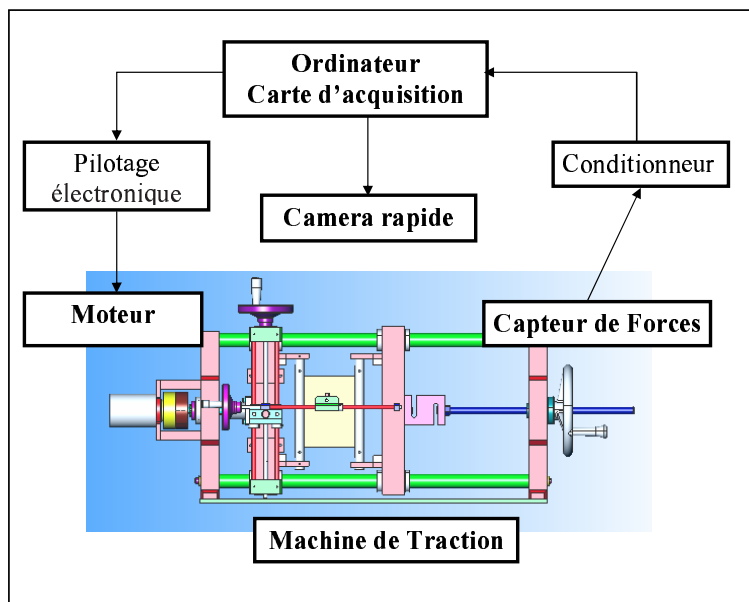 Ordinateur
Carte d'acquisition
Pilotage
électronique
Conditionneur
Camera rapide
Moteur
Capteur de Forces
Machine de Traction